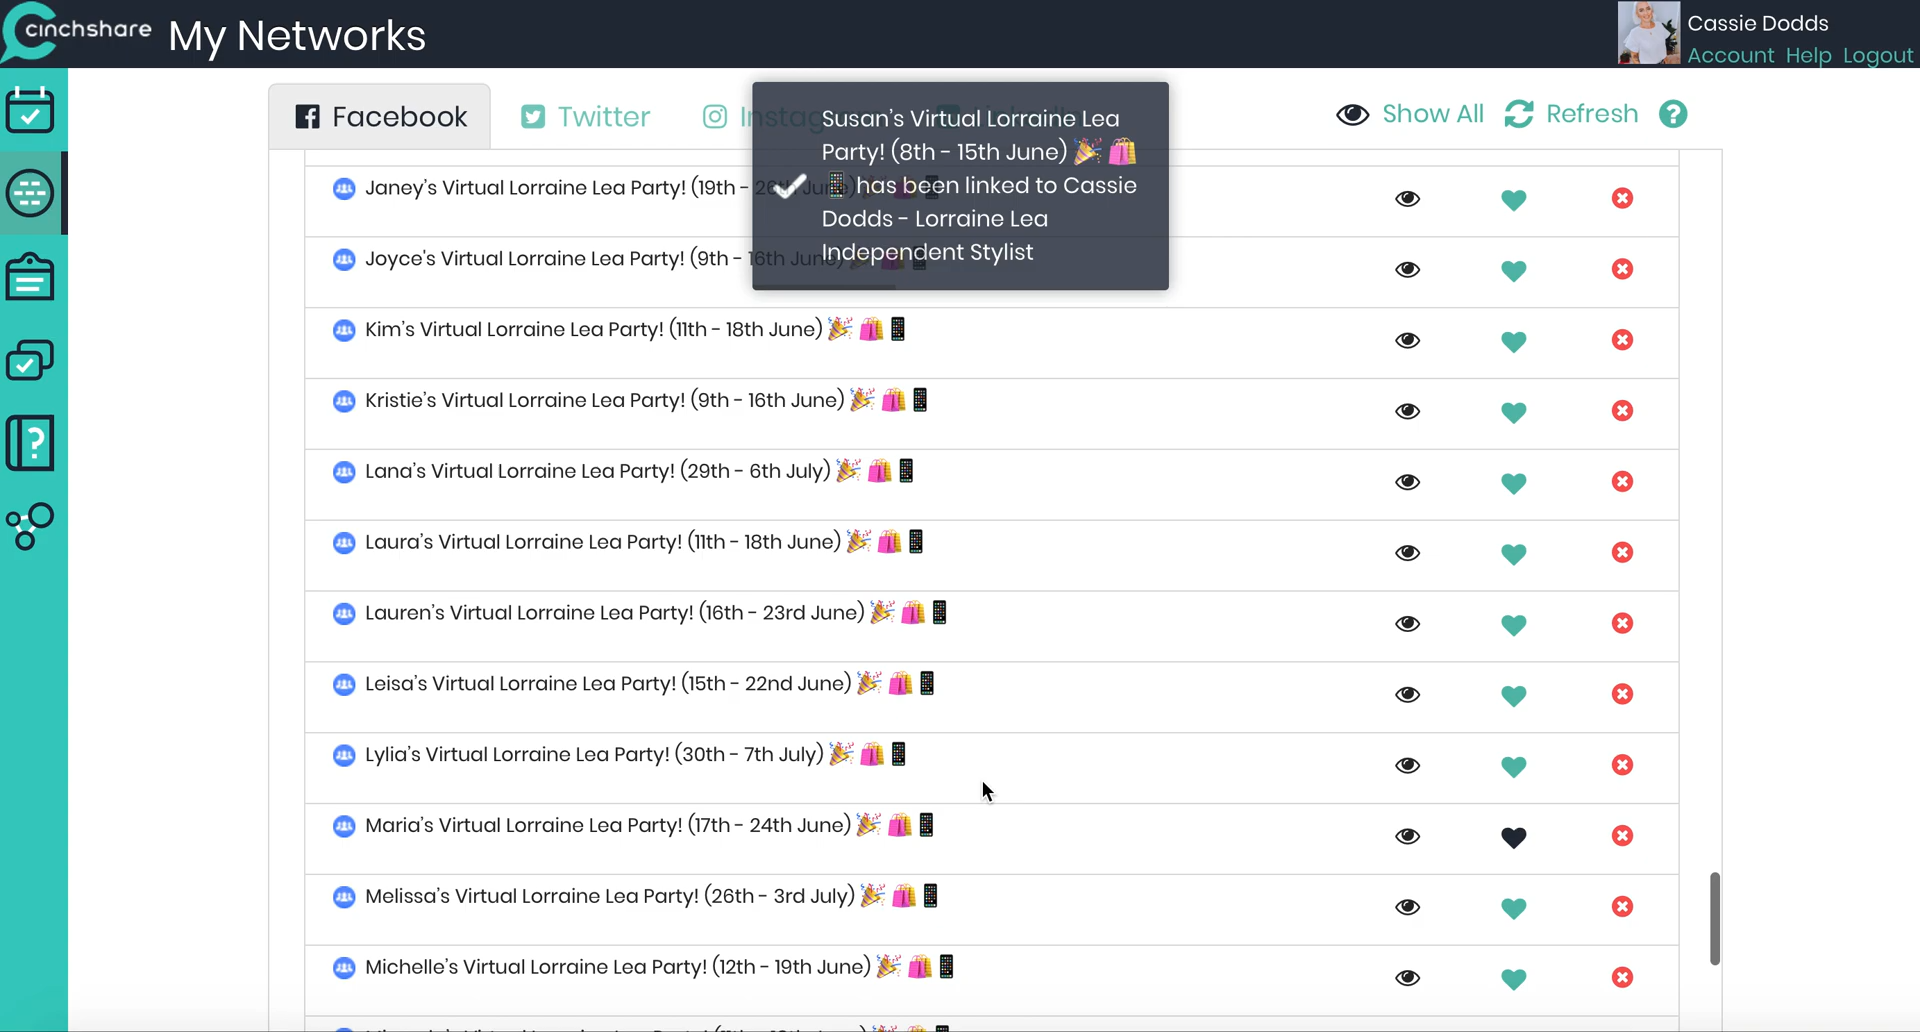 cinchshare My Networks
Cassie Dodds
Account Help Logout
Facebook
Twitter
Show All
Refresh
Susan's Virtual Lorraine Lea
Party! (8th - 15th June) 🎉 🛍️
📱 has been linked to Cassie
Dodds - Lorraine Lea
Independent Stylist
Janey's Virtual Lorraine Lea Party! (19th - 26th June)
Joyce's Virtual Lorraine Lea Party! (9th - 16th June)
Kim's Virtual Lorraine Lea Party! (11th - 18th June) 🎉 🛍️ 📱
Kristie's Virtual Lorraine Lea Party! (9th - 16th June) 🎉 🛍️ 📱
Lana's Virtual Lorraine Lea Party! (29th - 6th July) 🎉 🛍️ 📱
Laura's Virtual Lorraine Lea Party! (11th - 18th June) 🎉 🛍️ 📱
Lauren's Virtual Lorraine Lea Party! (16th - 23rd June) 🎉 🛍️ 📱
Leisa's Virtual Lorraine Lea Party! (15th - 22nd June) 🎉 🛍️ 📱
Lylia's Virtual Lorraine Lea Party! (30th - 7th July) 🎉 🛍️ 📱
Maria's Virtual Lorraine Lea Party! (17th - 24th June) 🎉 🛍️ 📱
Melissa's Virtual Lorraine Lea Party! (26th - 3rd July) 🎉 🛍️ 📱
Michelle's Virtual Lorraine Lea Party! (12th - 19th June) 🎉 🛍️ 📱